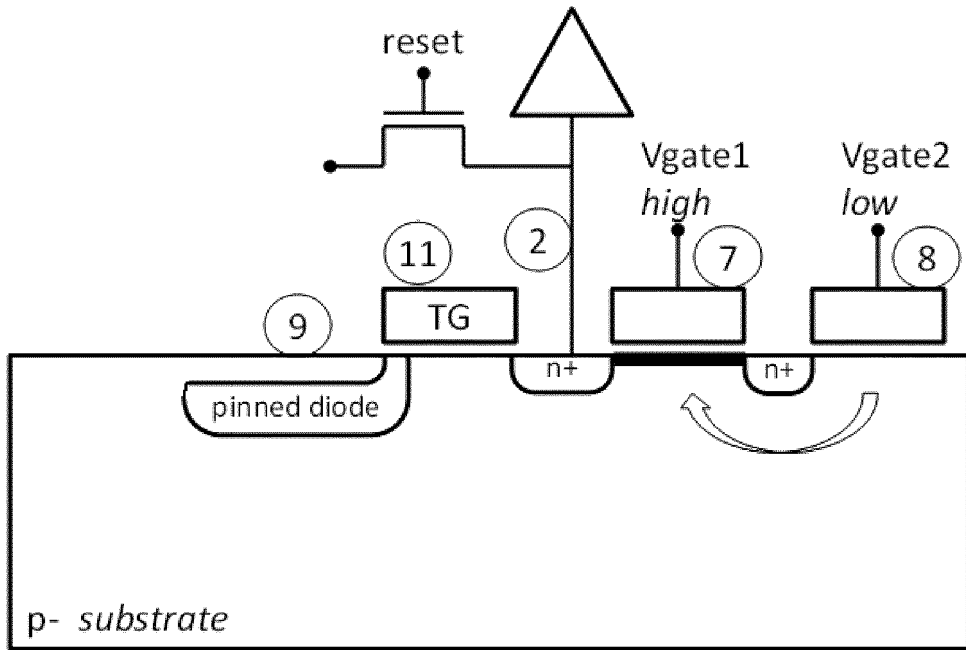 reset
Vgate1
high
Vgate2
low
2
7
8
11
TG
9
n+
n+
pinned diode
p- substrate